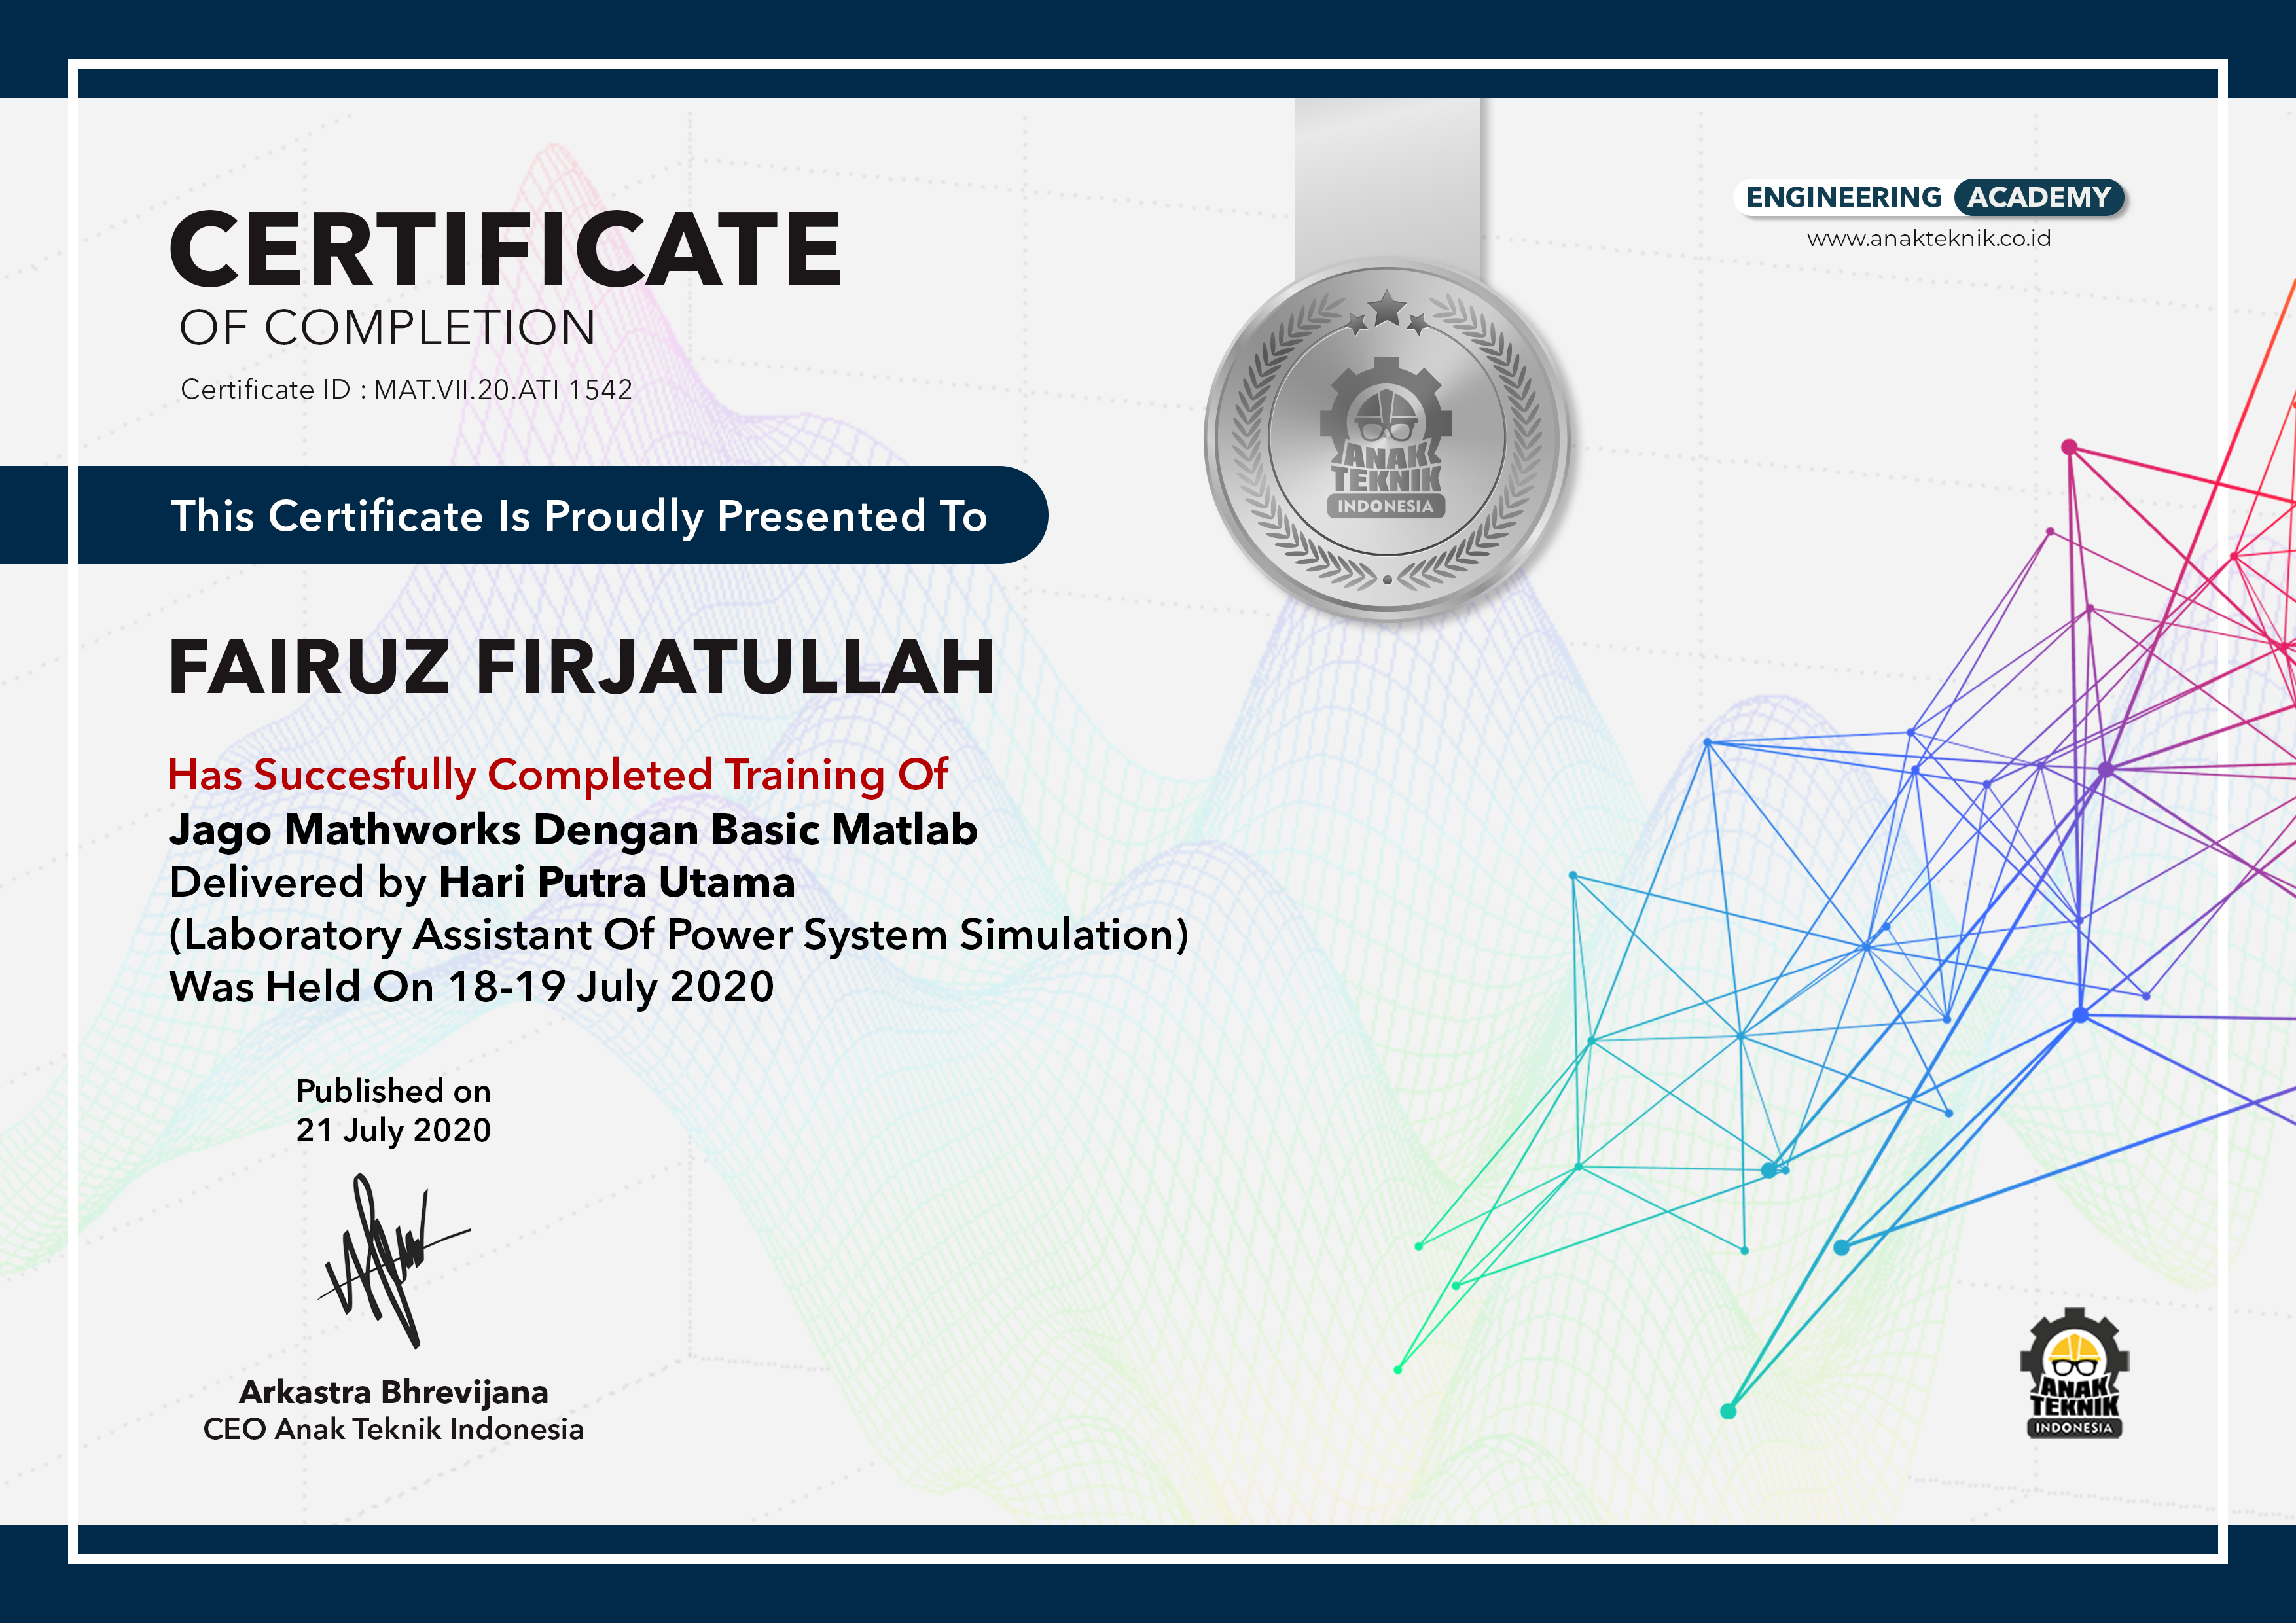 CERTIFICATE
OF COMPLETION
Certificate ID : MAT.VII.20.ATI 1542
ENGINEERING ACADEMY
www.anakteknik.co.id
ANAK
TEKNIK
INDONESIA
This Certificate Is Proudly Presented To
FAIRUZ FIRJATULLAH
Has Succesfully Completed Training Of
Jago Mathworks Dengan Basic Matlab
Delivered by Hari Putra Utama
(Laboratory Assistant Of Power System Simulation)
Was Held On 18-19 July 2020
Published on
21 July 2020
Arkastra Bhrevijana
CEO Anak Teknik Indonesia
ANAK
TEKNIK
INDONESIA